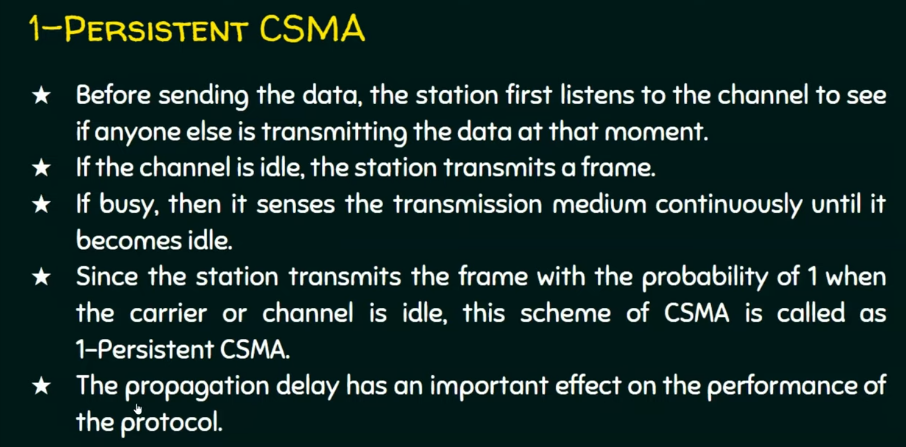 1-PERSISTENT CSMA
★ Before sending the data, the station first listens to the channel to see
if anyone else is transmitting the data at that moment.
★ If the channel is idle, the station transmits a frame.
★ If busy, then it senses the transmission medium continuously until it
becomes idle.
★ Since the station transmits the frame with the probability of 1 when
the carrier or channel is idle, this scheme of CSMA is called as
1-Persistent CSMA.
★ The propagation delay has an important effect on the performance of
the protocol.